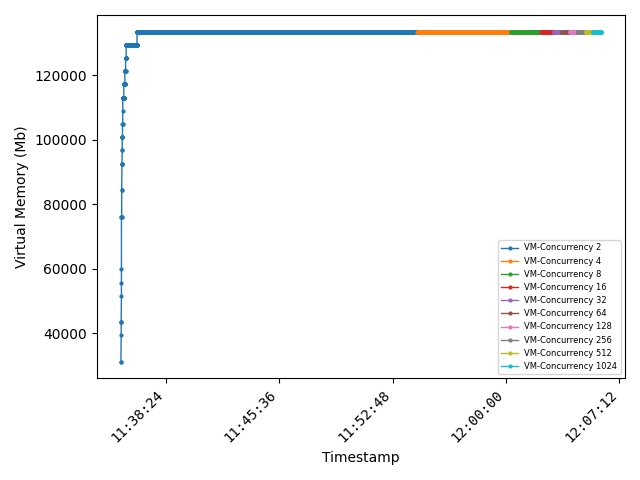 120000
100000
80000
60000
40000
Virtual Memory (Mb)
VM-Concurrency 2
VM-Concurrency 4
VM-Concurrency 8
VM-Concurrency 16
VM-Concurrency 32
VM-Concurrency 64
VM-Concurrency 128
VM-Concurrency 256
VM-Concurrency 512
VM-Concurrency 1024
11:38:24
11:45:36
11:52:48
12:00:00
12:07:12
Timestamp